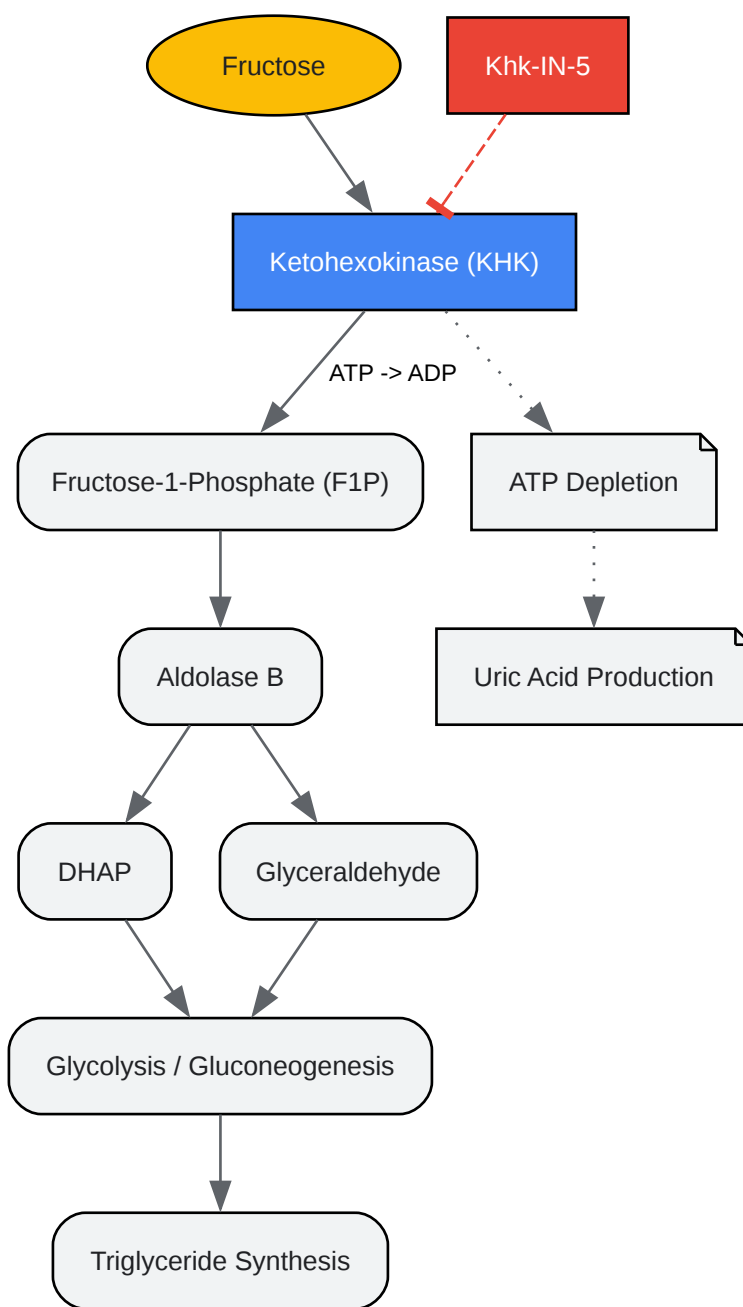 Fructose
Khk-IN-5
Ketohexokinase (KHK)
ATP -> ADP
Fructose-1-Phosphate (F1P)
ATP Depletion
Aldolase B
Uric Acid Production
DHAP
Glyceraldehyde
Glycolysis / Gluconeogenesis
Triglyceride Synthesis